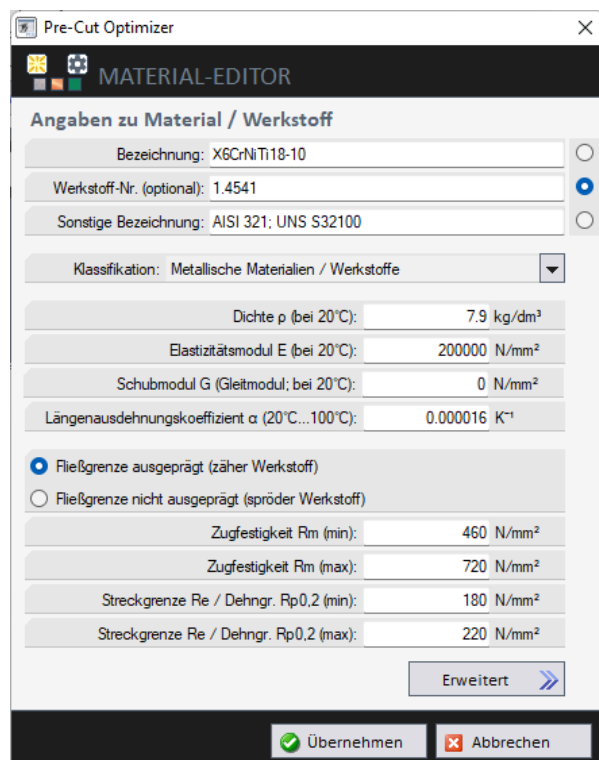 Pre-Cut Optimizer
MATERIAL-EDITOR
Angaben zu Material / Werkstoff
Bezeichnung: X6CrNiTi18-10
Werkstoff-Nr. (optional): 1.4541
Sonstige Bezeichnung: AISI 321; UNS S32100
Klassifikation: Metallische Materialien / Werkstoffe
Dichte ρ (bei 20°C): 7.9 kg/dm³
Elastizitätsmodul E (bei 20°C): 200000 N/mm²
Schubmodul G (Gleitmodul; bei 20°C): 0 N/mm²
Längenausdehnungskoeffizient α (20°C...100°C): 0.000016 K⁻¹
Fließgrenze ausgeprägt (zäher Werkstoff)
Fließgrenze nicht ausgeprägt (spröder Werkstoff)
Zugfestigkeit Rm (min): 460 N/mm²
Zugfestigkeit Rm (max): 720 N/mm²
Streckgrenze Re / Dehngr. Rp0,2 (min): 180 N/mm²
Streckgrenze Re / Dehngr. Rp0,2 (max): 220 N/mm²
Erweitert
Übernehmen Abbrechen